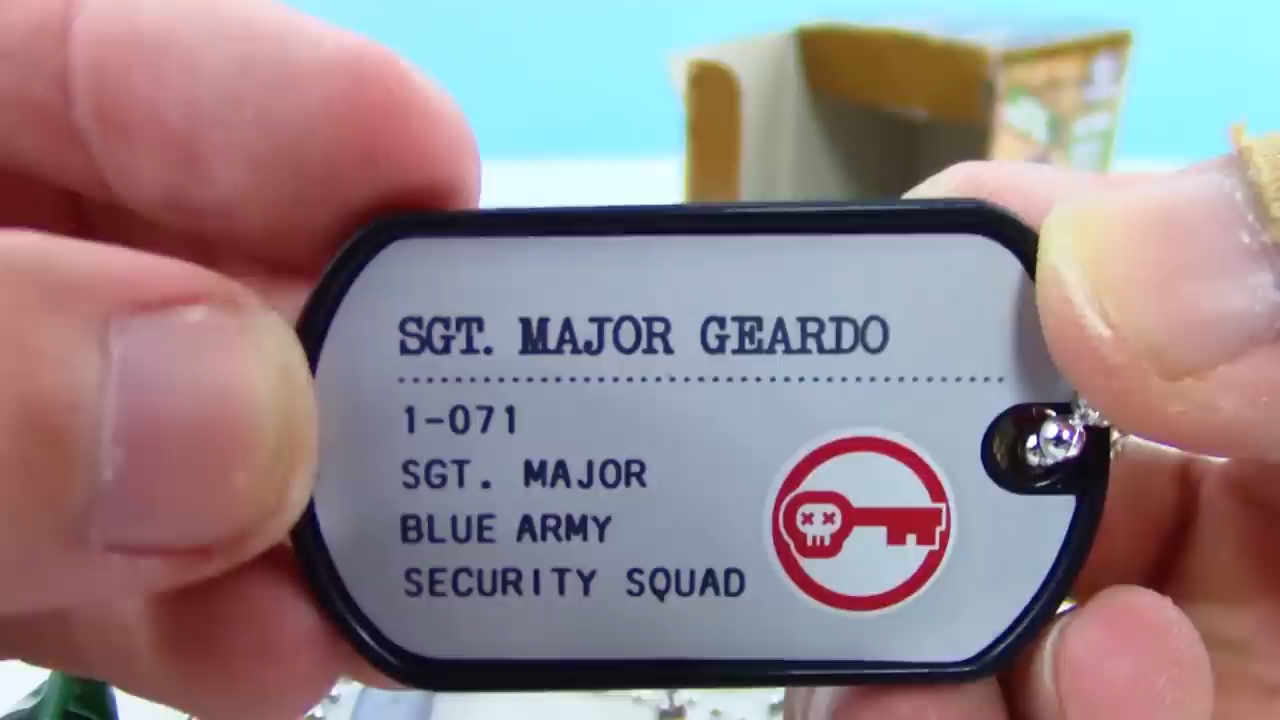 SGT. MAJOR GEARDO
1-071
SGT. MAJOR
BLUE ARMY
SECURITY SQUAD